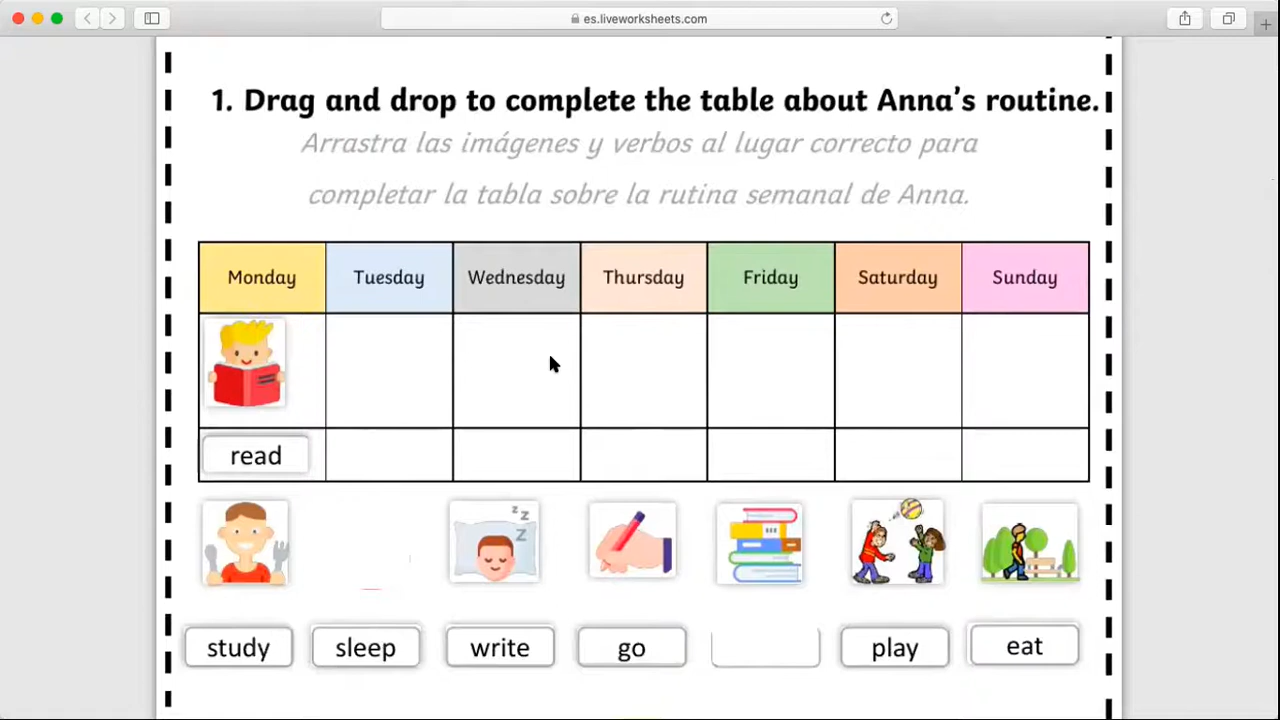 es.liveworksheets.com
1. Drag and drop to complete the table about Anna's routine.
Arrastra las imágenes y verbos al lugar correcto para
completar la tabla sobre la rutina semanal de Anna.
Monday Tuesday Wednesday Thursday Friday Saturday Sunday
read
z z z
study sleep write go play eat